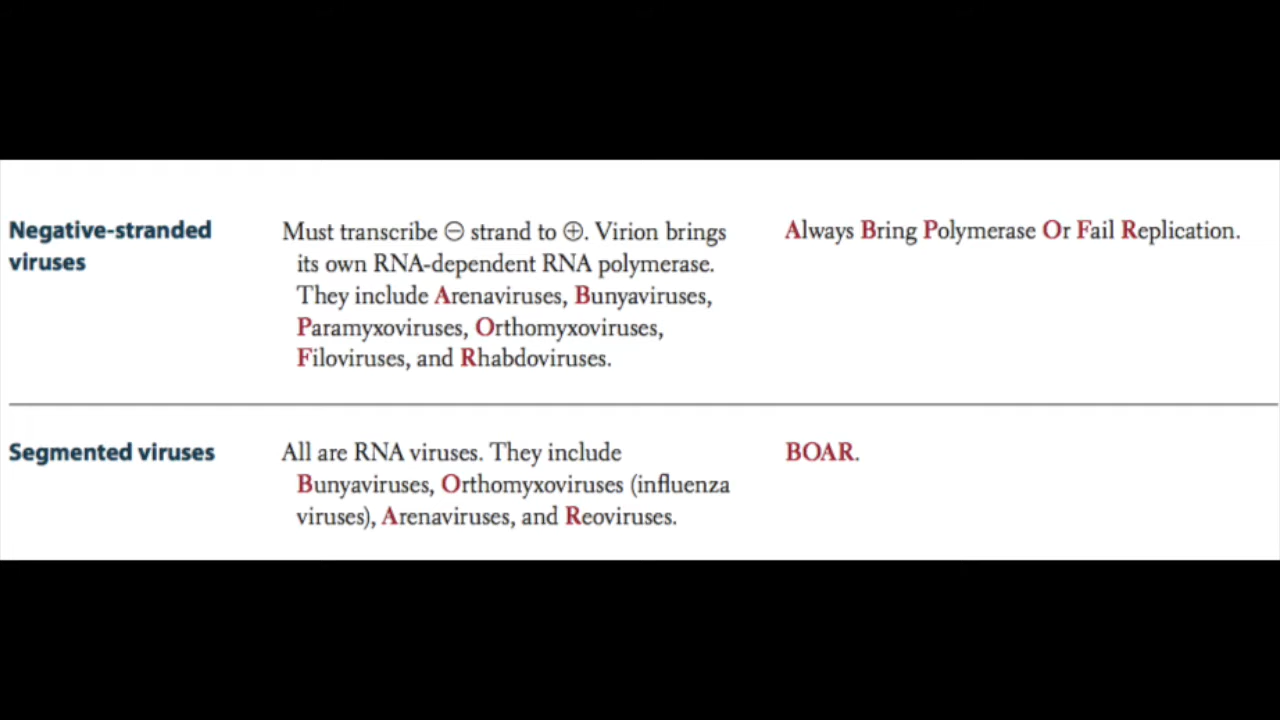 Negative-stranded
viruses
Must transcribe ⊖ strand to ⊕. Virion brings
its own RNA-dependent RNA polymerase.
They include Arenaviruses, Bunyaviruses,
Paramyxoviruses, Orthomyxoviruses,
Filoviruses, and Rhabdoviruses.
Always Bring Polymerase Or Fail Replication.
Segmented viruses
All are RNA viruses. They include
Bunyaviruses, Orthomyxoviruses (influenza
viruses), Arenaviruses, and Reoviruses.
BOAR.